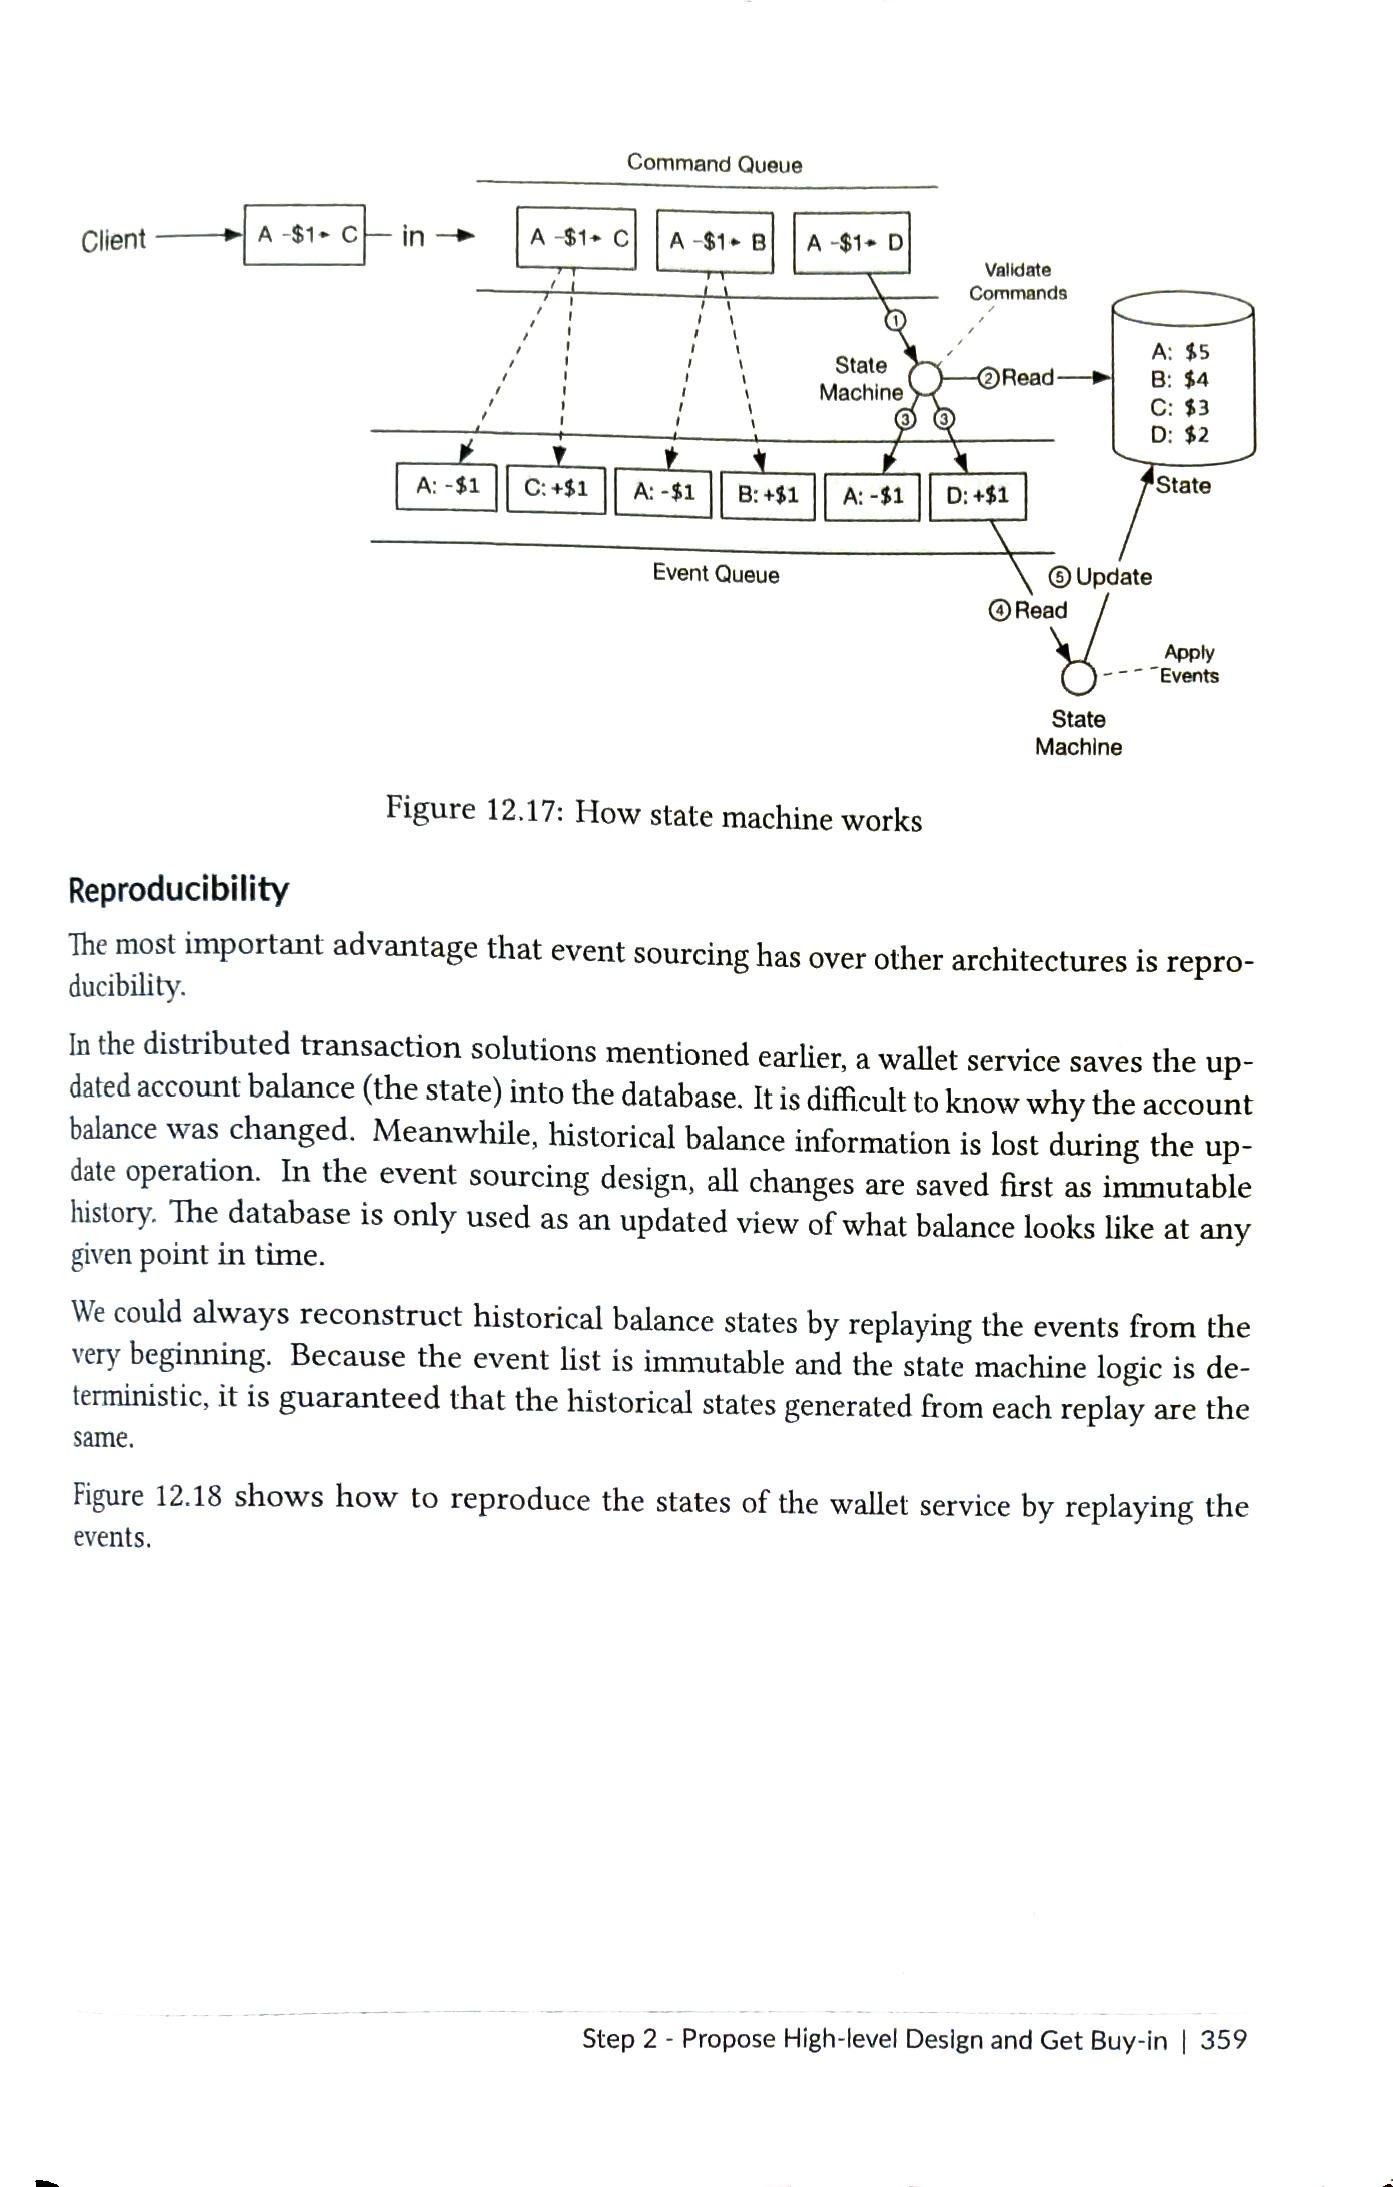 Command Queue
Client
A -$1→ C
in
A -$1→ C
A -$1→ B
A -$1→ D
Validate
Commands
①
State
Machine
②Read
A: $5
B: $4
C: $3
D: $2
State
③
③
A: -$1
C: +$1
A: -$1
B: +$1
A: -$1
D: +$1
Event Queue
⑤ Update
④ Read
Apply
Events
State
Machine
Figure 12.17: How state machine works
Reproducibility
The most important advantage that event sourcing has over other architectures is repro-
ducibility.
In the distributed transaction solutions mentioned earlier, a wallet service saves the up-
dated account balance (the state) into the database. It is difficult to know why the account
balance was changed. Meanwhile, historical balance information is lost during the up-
date operation. In the event sourcing design, all changes are saved first as immutable
history. The database is only used as an updated view of what balance looks like at any
given point in time.
We could always reconstruct historical balance states by replaying the events from the
very beginning. Because the event list is immutable and the state machine logic is de-
terministic, it is guaranteed that the historical states generated from each replay are the
same.
Figure 12.18 shows how to reproduce the states of the wallet service by replaying the
events.
Step 2 - Propose High-level Design and Get Buy-in | 359